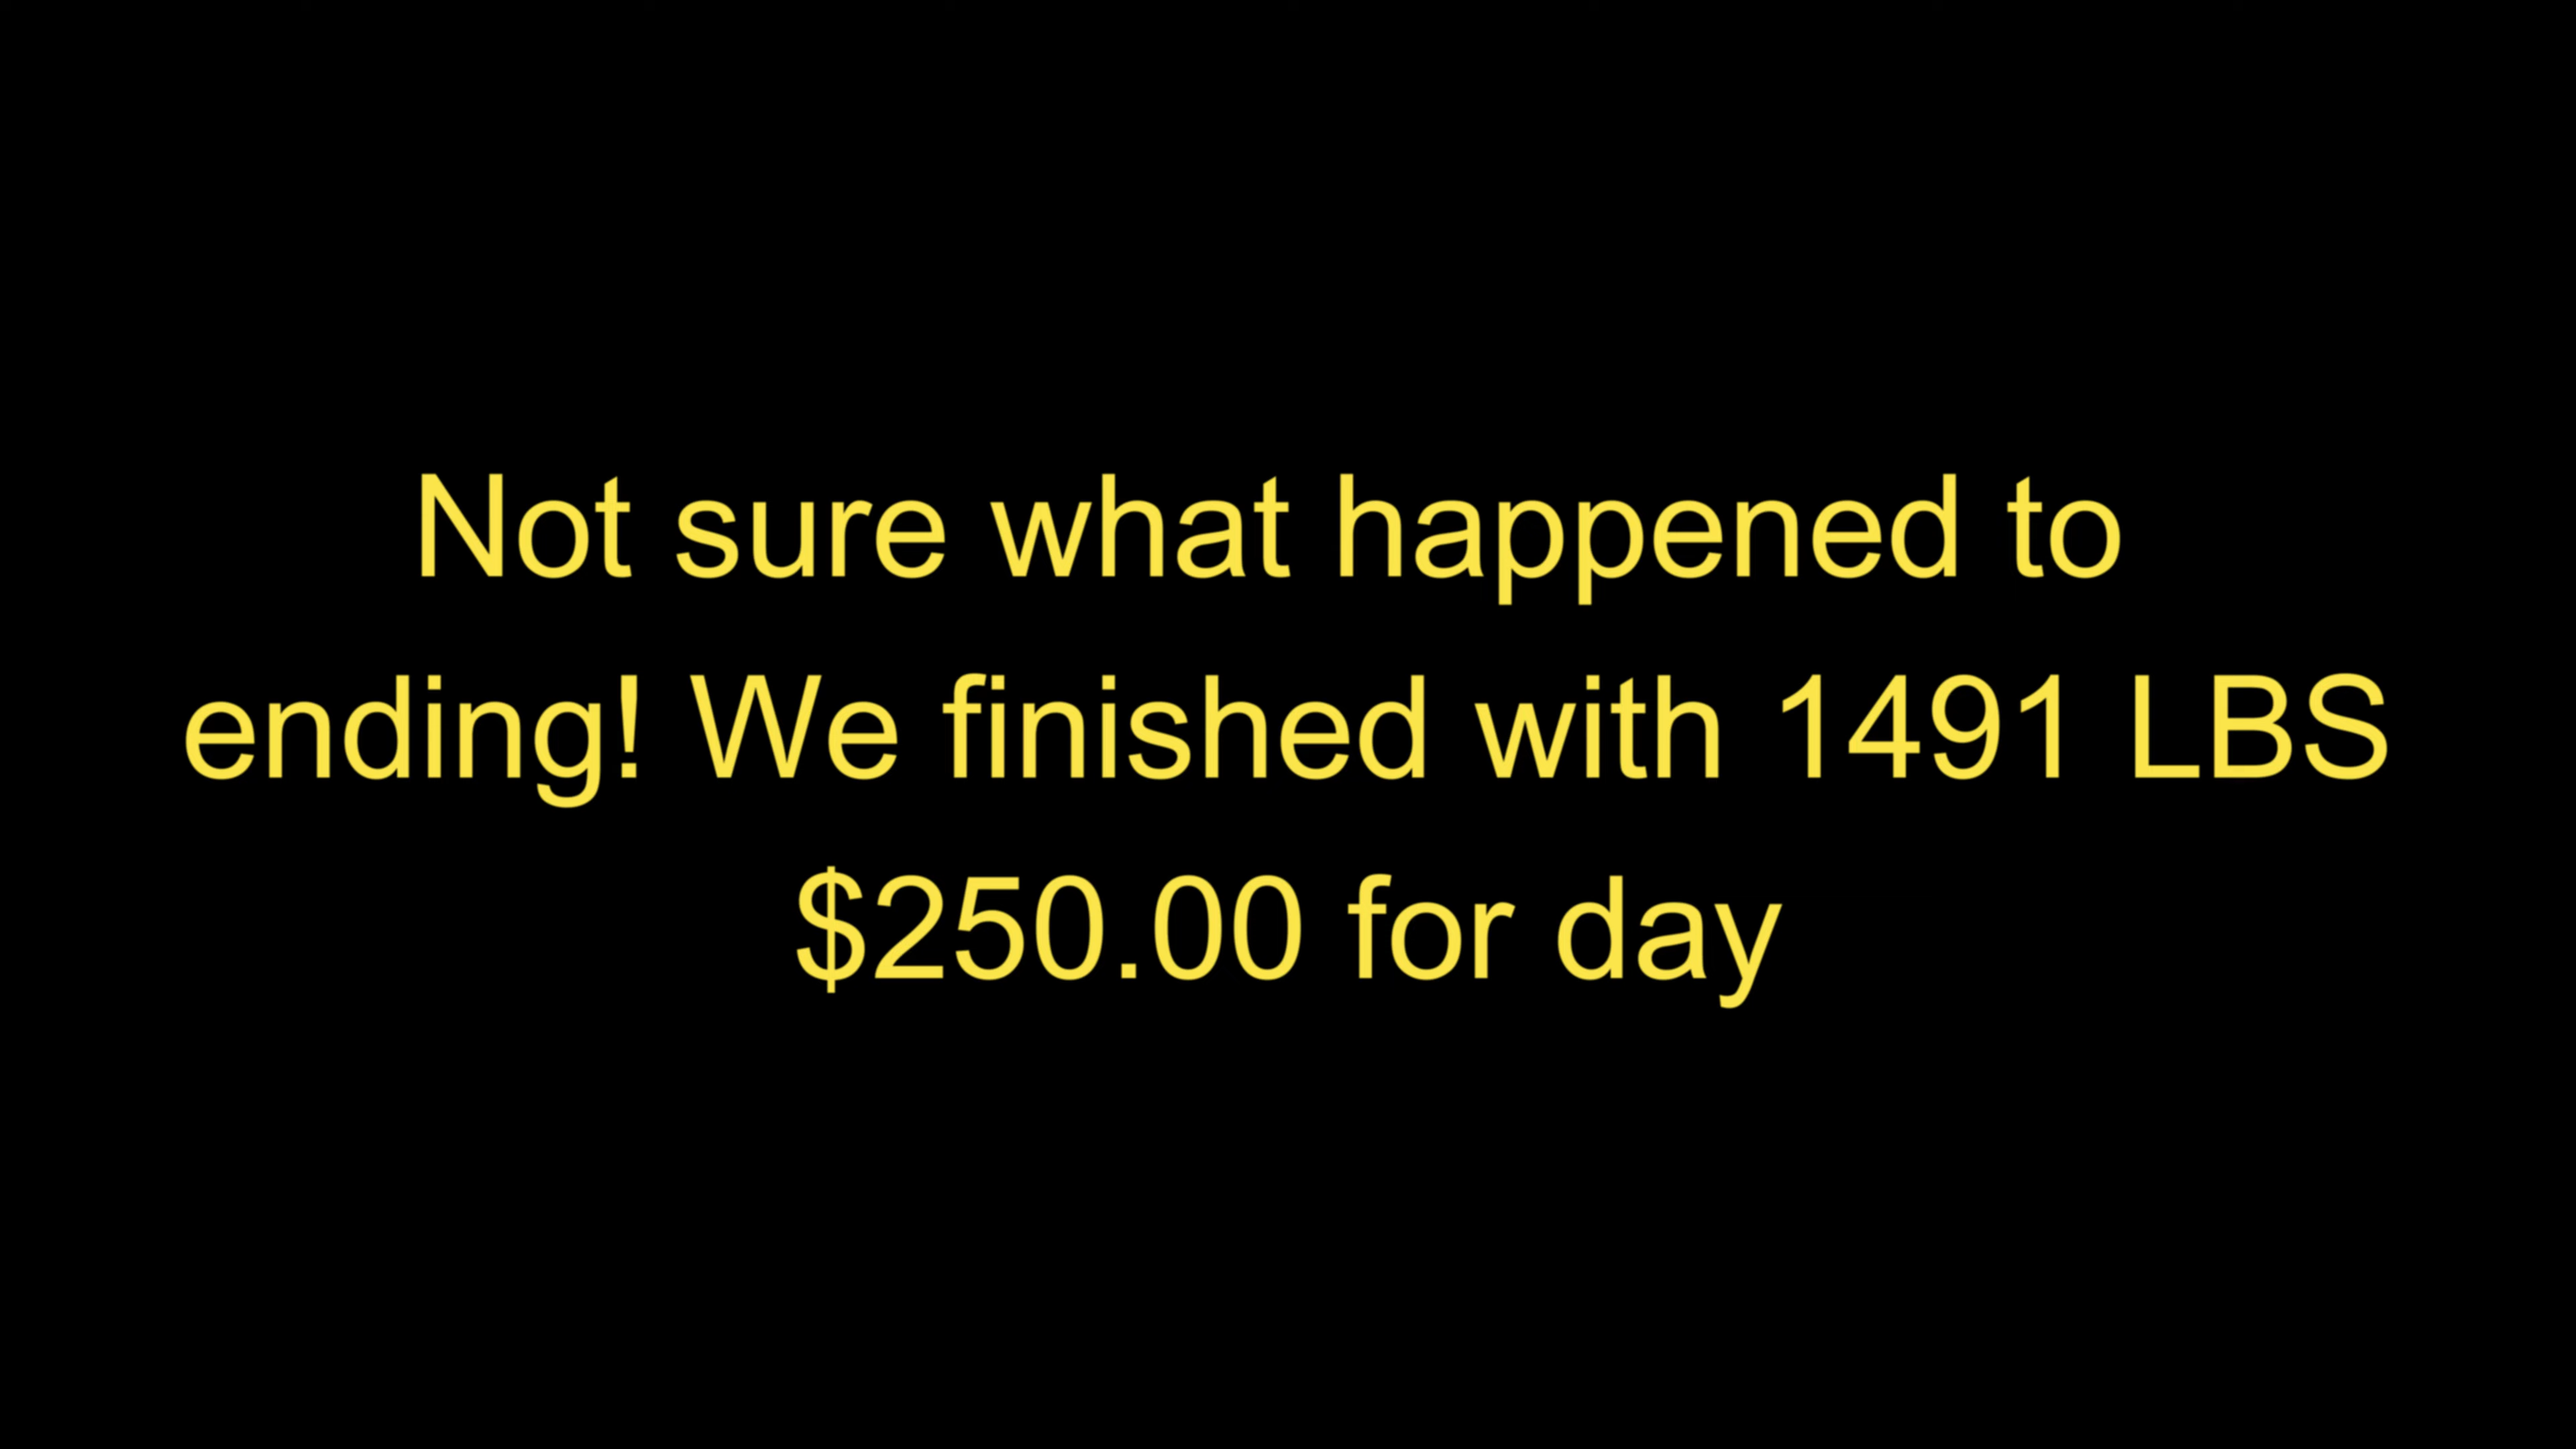 Not sure what happened to
ending! We finished with 1491 LBS
$250.00 for day